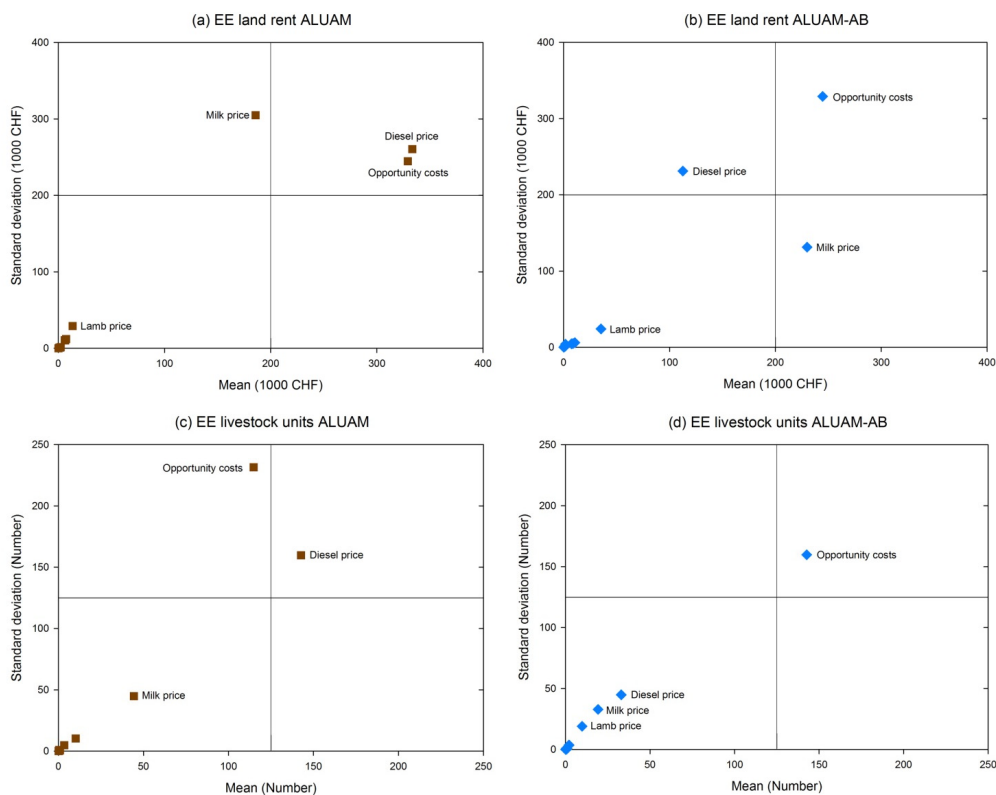 (a) EE land rent ALUAM
400
300
200
100
0
Standard deviation (1000 CHF)
Milk price
Diesel price
Opportunity costs
Lamb price
0
100
200
300
400
Mean (1000 CHF)
(b) EE land rent ALUAM-AB
400
300
200
100
0
Standard deviation (1000 CHF)
Opportunity costs
Diesel price
Milk price
Lamb price
0
100
200
300
400
Mean (1000 CHF)
(c) EE livestock units ALUAM
250
200
150
100
50
0
Standard deviation (Number)
Opportunity costs
Diesel price
Milk price
0
50
100
150
200
250
Mean (Number)
(d) EE livestock units ALUAM-AB
250
200
150
100
50
0
Standard deviation (Number)
Opportunity costs
Diesel price
Milk price
Lamb price
0
50
100
150
200
250
Mean (Number)